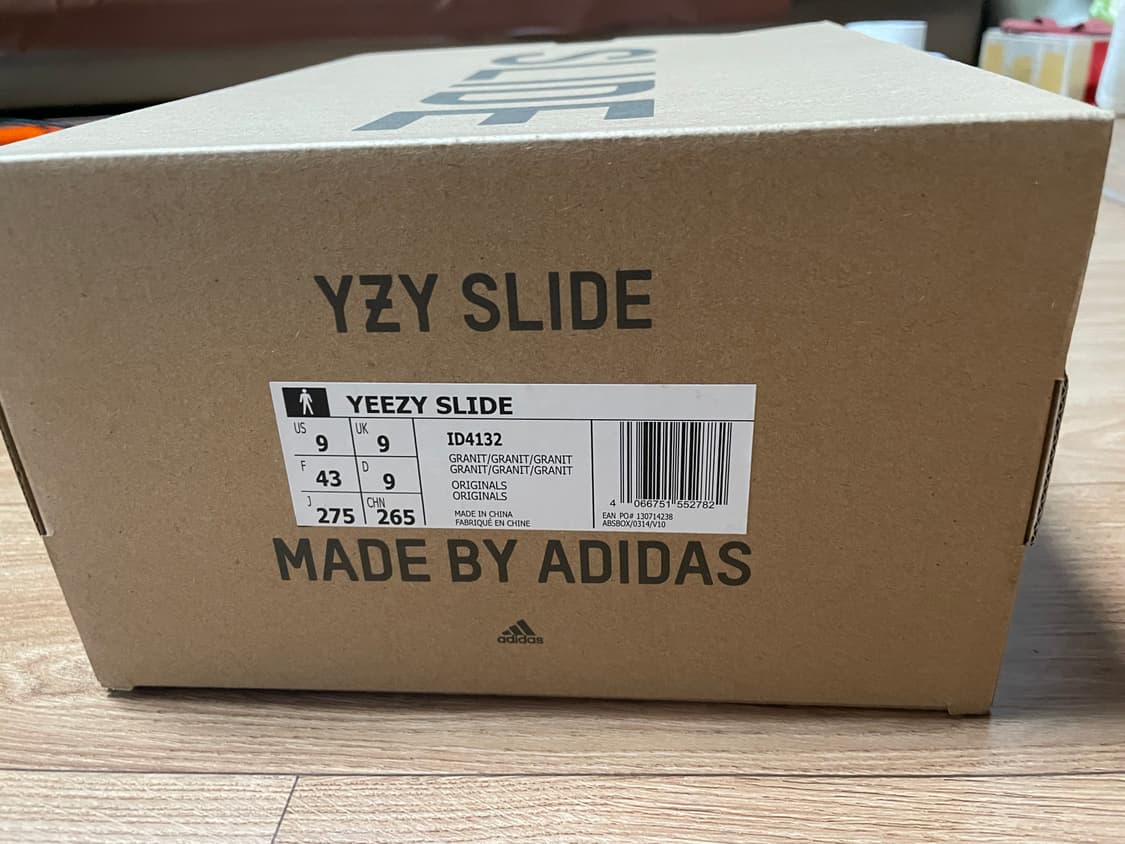 SLIDE
YZY SLIDE
YEEZY SLIDE
US 9 UK 9
F 43 D 9
J 275 CHN 265
ID4132
GRANIT/GRANIT/GRANIT
GRANIT/GRANIT/GRANIT
ORIGINALS
ORIGINALS
MADE IN CHINA
FABRIQUÉ EN CHINE
4 066751 552782
EAN PO# 130714238
ABSBOX/0314/V10
MADE BY ADIDAS
adidas